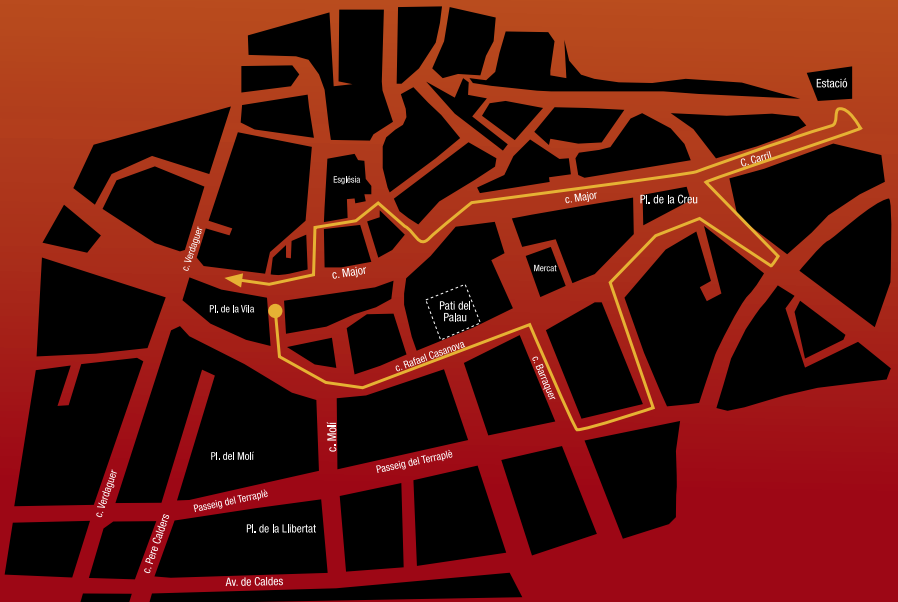 Estació
C. Carril
Església
c. Major
Pl. de la Creu
c. Verdaguer
c. Major
Mercat
Pl. de la Vila
Pati del
Palau
c. Rafael Casanova
c. Barraquer
c. Molí
Pl. del Molí
Passeig del Terraplè
c. Verdaguer
Passeig del Terraplè
c. Pere Calders
Pl. de la Llibertat
Av. de Caldes